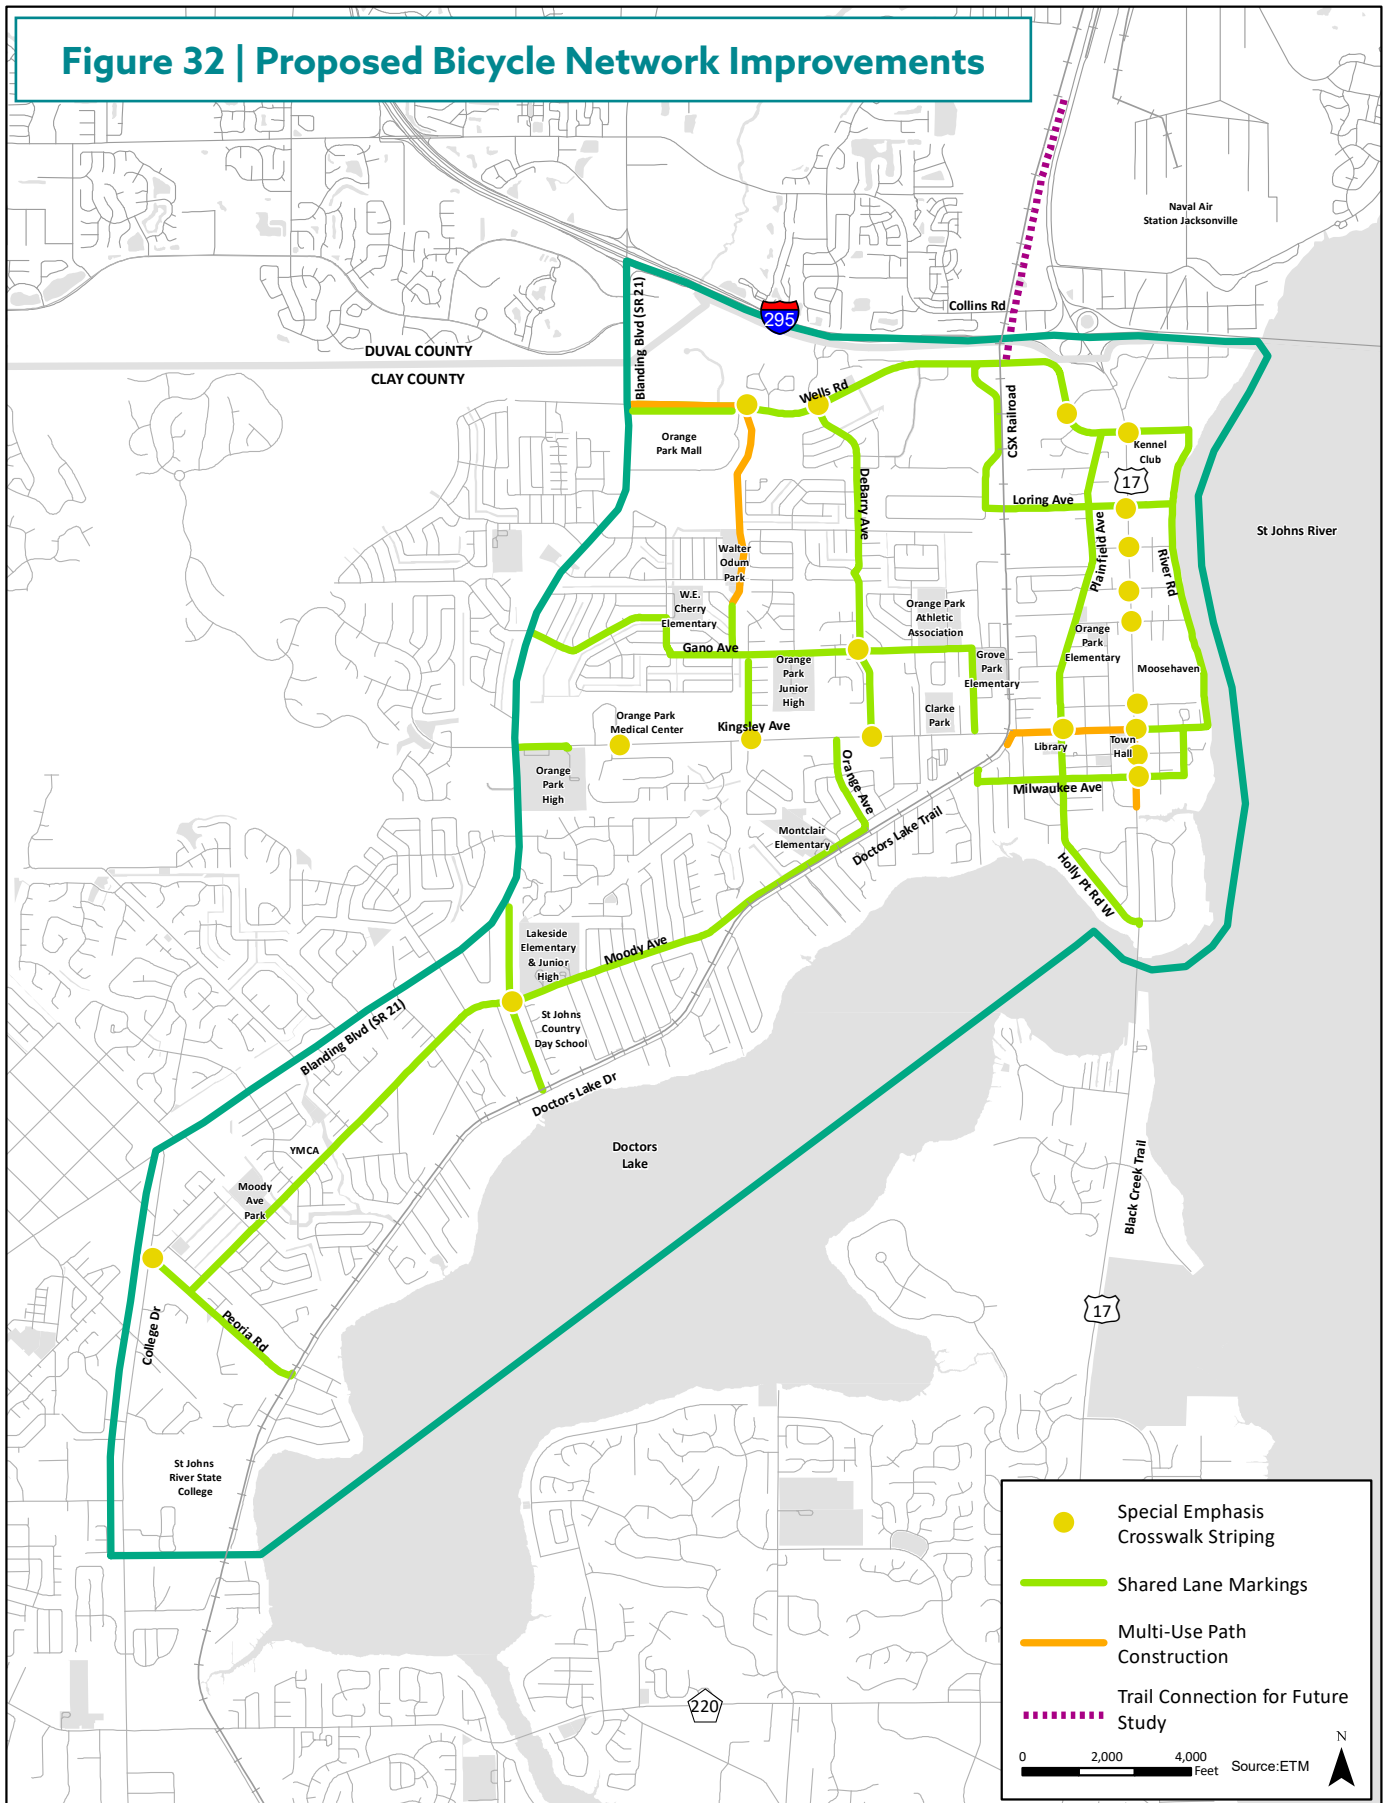 Figure 32 | Proposed Bicycle Network Improvements
Naval Air
Station Jacksonville
Collins Rd
295
Blanding Blvd (SR 21)
DUVAL COUNTY
CLAY COUNTY
Wells Rd
CSX Railroad
Orange
Park Mall
Kennel
Club
17
DeBarry Ave
Loring Ave
Plainfield Ave
River Rd
St Johns River
Walter
Odum
Park
W.E.
Cherry
Elementary
Orange Park
Athletic
Association
Gano Ave
Orange
Park
Junior
High
Grove
Park
Elementary
Orange
Park
Elementary
Moosehaven
Orange Park
Medical Center
Kingsley Ave
Clarke
Park
Library
Town
Hall
Orange
Park
High
Orange Ave
Milwaukee Ave
Montclair
Elementary
Doctors Lake Trail
Holly Pt Rd W
Lakeside
Elementary
& Junior
High
Moody Ave
St Johns
Country
Day School
Blanding Blvd (SR 21)
Doctors Lake Dr
Doctors
Lake
YMCA
Moody
Ave
Park
Black Creek Trail
17
College Dr
Peoria Rd
St Johns
River State
College
220
Special Emphasis
Crosswalk Striping
Shared Lane Markings
Multi-Use Path
Construction
Trail Connection for Future
Study
0 2,000 4,000
Feet
Source:ETM
N